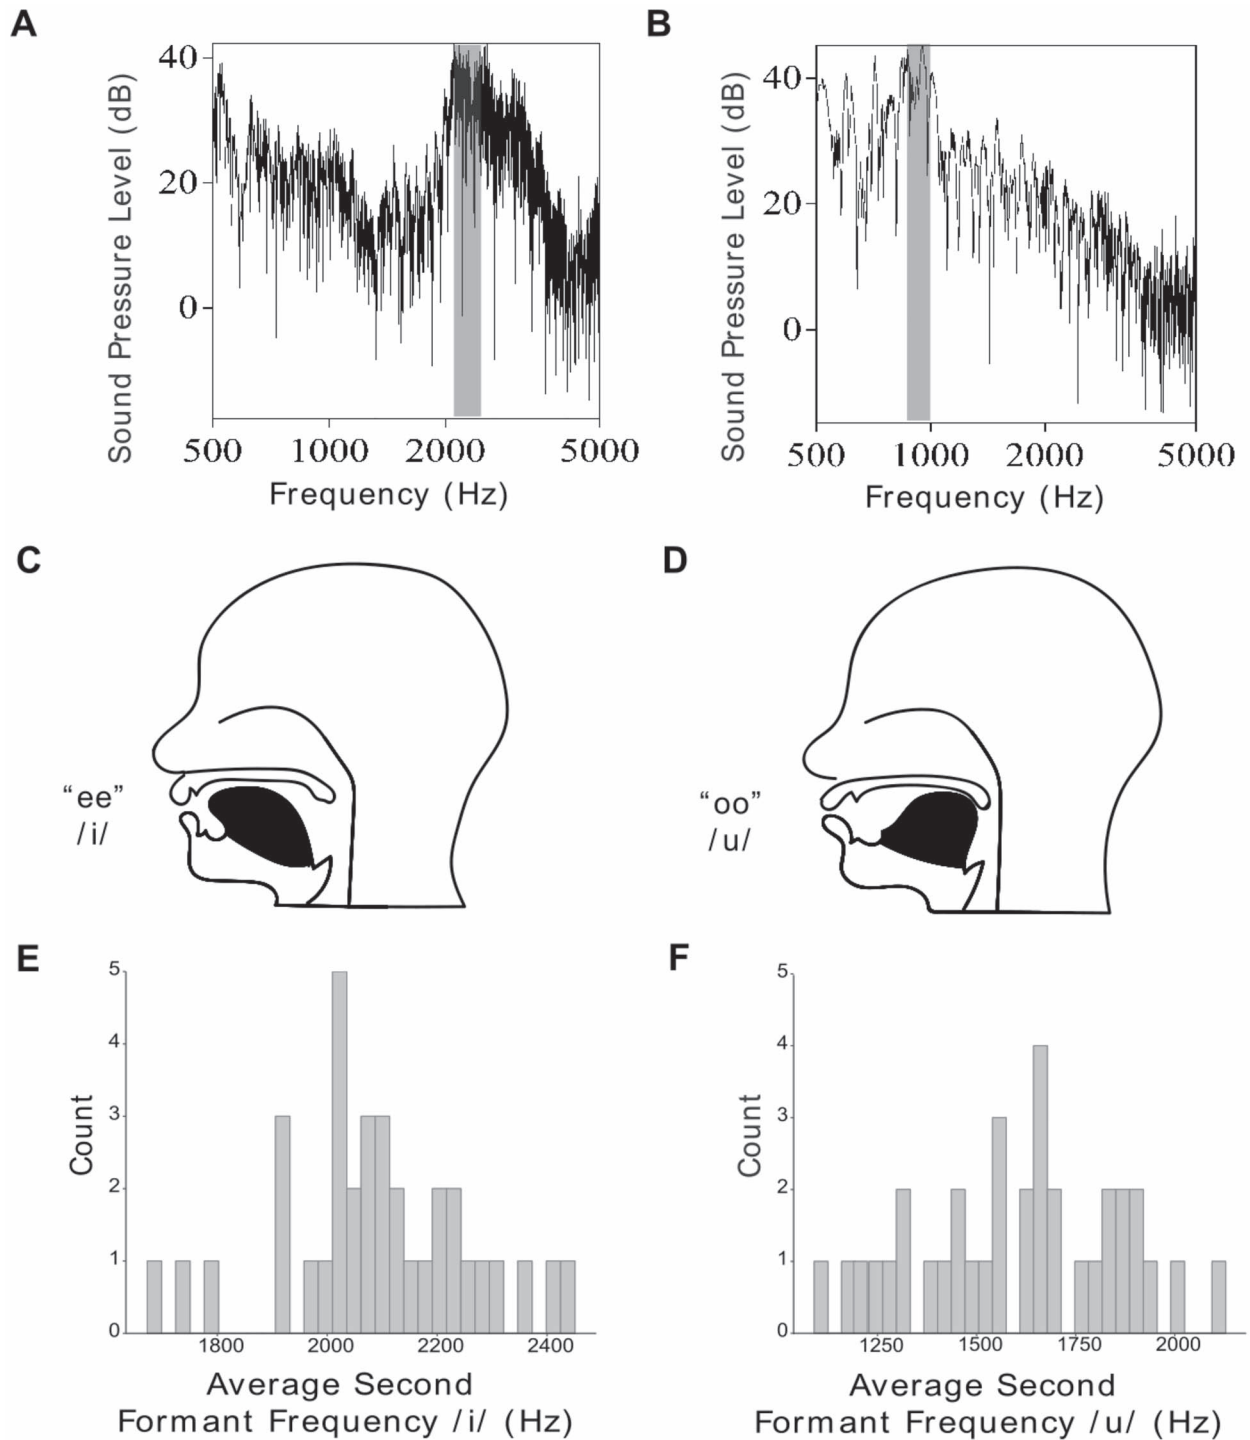 A
Sound Pressure Level (dB)
40
20
0
500 1000 2000 5000
Frequency (Hz)
B
Sound Pressure Level (dB)
40
20
0
500 1000 2000 5000
Frequency (Hz)
C
“ee”
/i/
D
“oo”
/u/
E
Count
5
4
3
2
1
0
1800 2000 2200 2400
Average Second
Formant Frequency /i/ (Hz)
F
Count
5
4
3
2
1
0
1250 1500 1750 2000
Average Second
Formant Frequency /u/ (Hz)